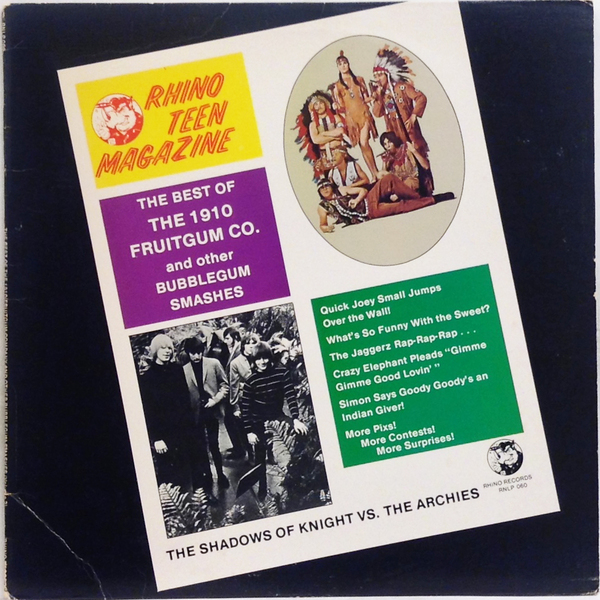 RHINO
TEEN
MAGAZINE
THE BEST OF
THE 1910
FRUITGUM CO.
and other
BUBBLEGUM
SMASHES
Quick Joey Small Jumps
Over the Wall!
What's So Funny With the Sweet?
The Jaggerz Rap-Rap-Rap . . .
Crazy Elephant Pleads "Gimme
Gimme Good Lovin' "
Simon Says Goody Goody's an
Indian Giver!
More Pixs!
More Contests!
More Surprises!
RHINO RECORDS
RNLP 060
THE SHADOWS OF KNIGHT VS. THE ARCHIES